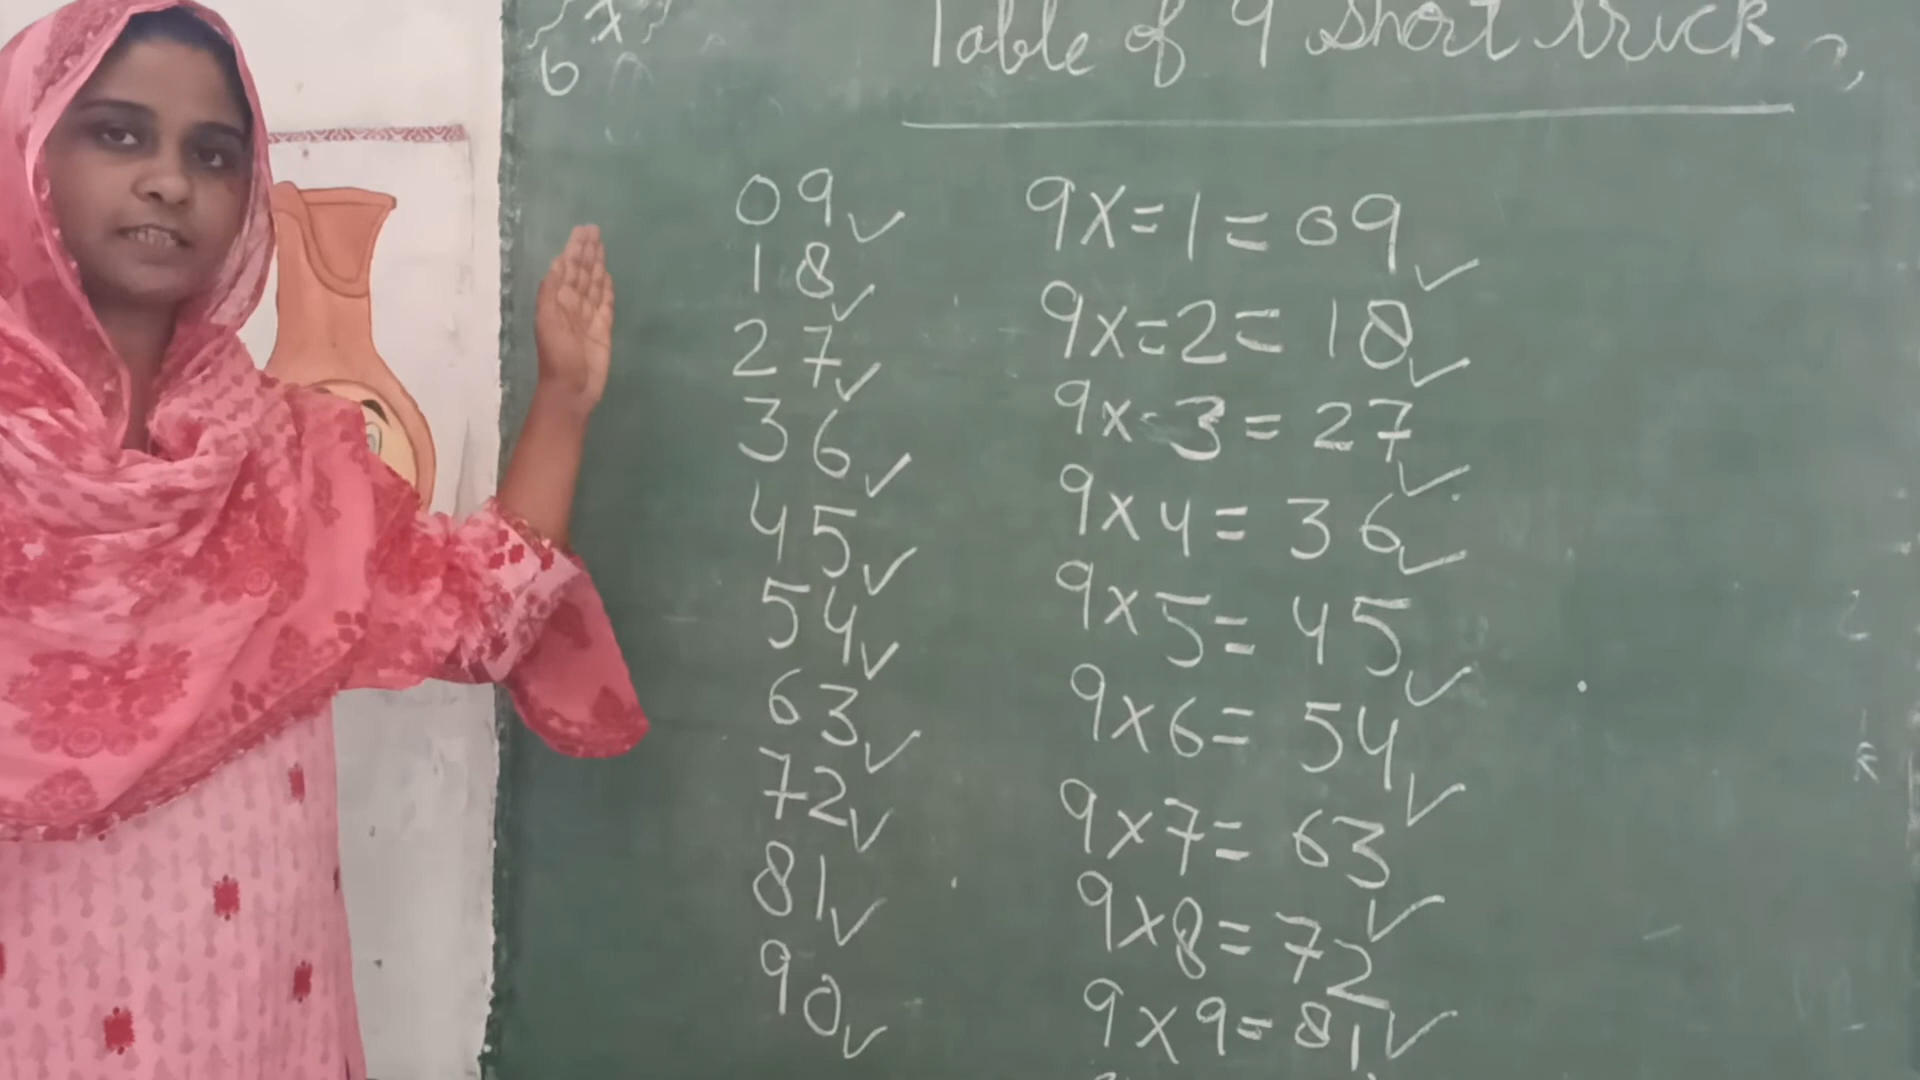 Table of 9 Short truck
09 ✓
18 ✓
27 ✓
36 ✓
45 ✓
54 ✓
63 ✓
72 ✓
81 ✓
90 ✓
9x=1=09 ✓
9x=2=18 ✓
9x 3=27 ✓
9x4=36 ✓
9x5=45 ✓
9x6=54 ✓
9x7=63 ✓
9x8=72
9x9=81 ✓